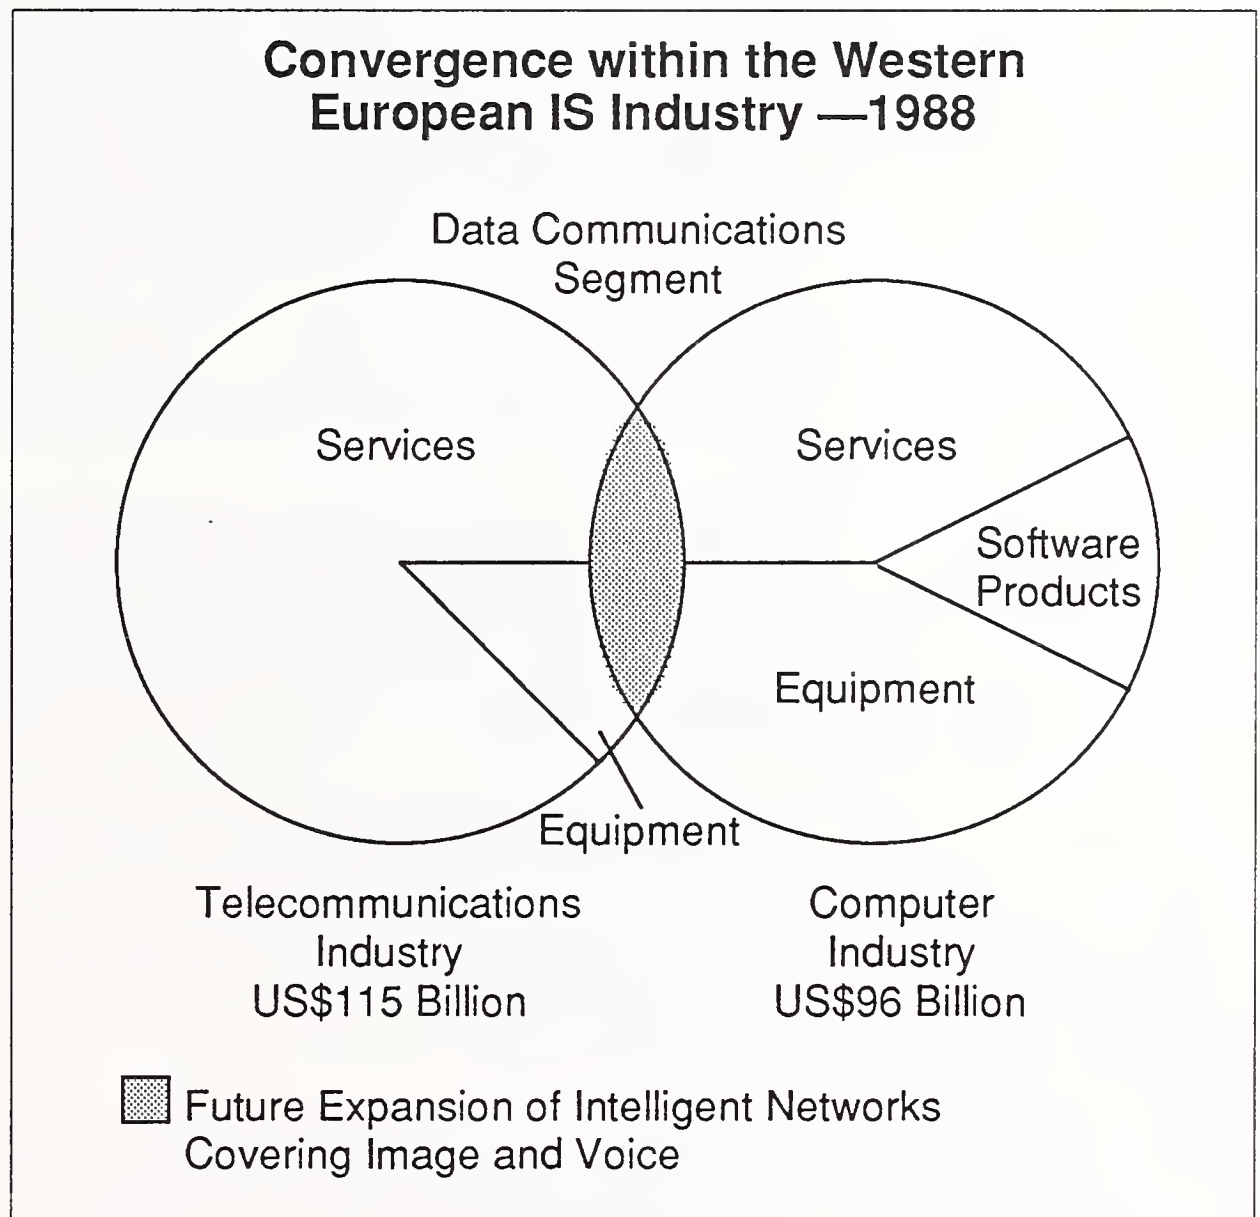 Convergence within the Western
European IS Industry —1988
Data Communications
Segment
Services
Services
Software
Products
Equipment
Equipment
Telecommunications
Industry
US$115 Billion
Computer
Industry
US$96 Billion
Future Expansion of Intelligent Networks
Covering Image and Voice